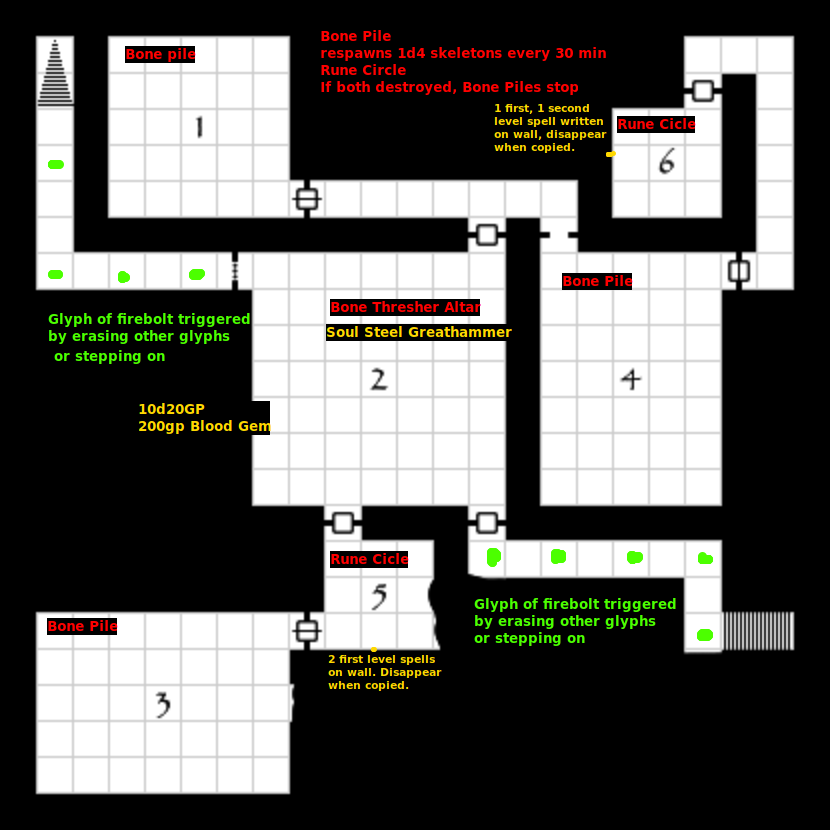 Bone Pile
respawns 1d4 skeletons every 30 min
Rune Circle
If both destroyed, Bone Piles stop
Bone pile
1
1 first, 1 second
level spell written
on wall, disappear
when copied.
Rune Cicle
6
Bone Pile
4
Bone Thresher Altar
Soul Steel Greathammer
2
Glyph of firebolt triggered
by erasing other glyphs
or stepping on
10d20GP
200gp Blood Gem
Rune Cicle
5
2 first level spells
on wall. Disappear
when copied.
Glyph of firebolt triggered
by erasing other glyphs
or stepping on
Bone Pile
3